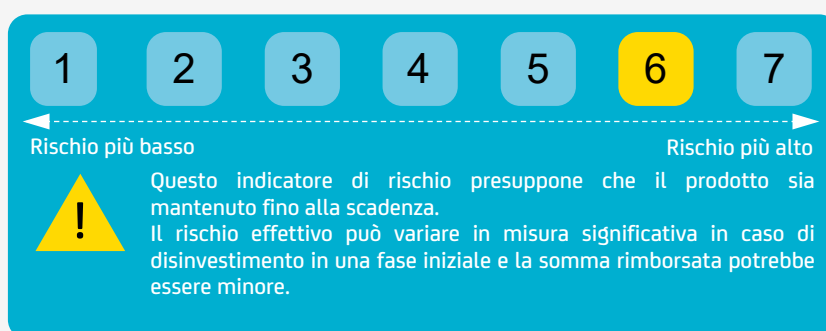 1 2 3 4 5 6 7
Rischio più basso Rischio più alto
!
Questo indicatore di rischio presuppone che il prodotto sia
mantenuto fino alla scadenza.
Il rischio effettivo può variare in misura significativa in caso di
disinvestimento in una fase iniziale e la somma rimborsata potrebbe
essere minore.